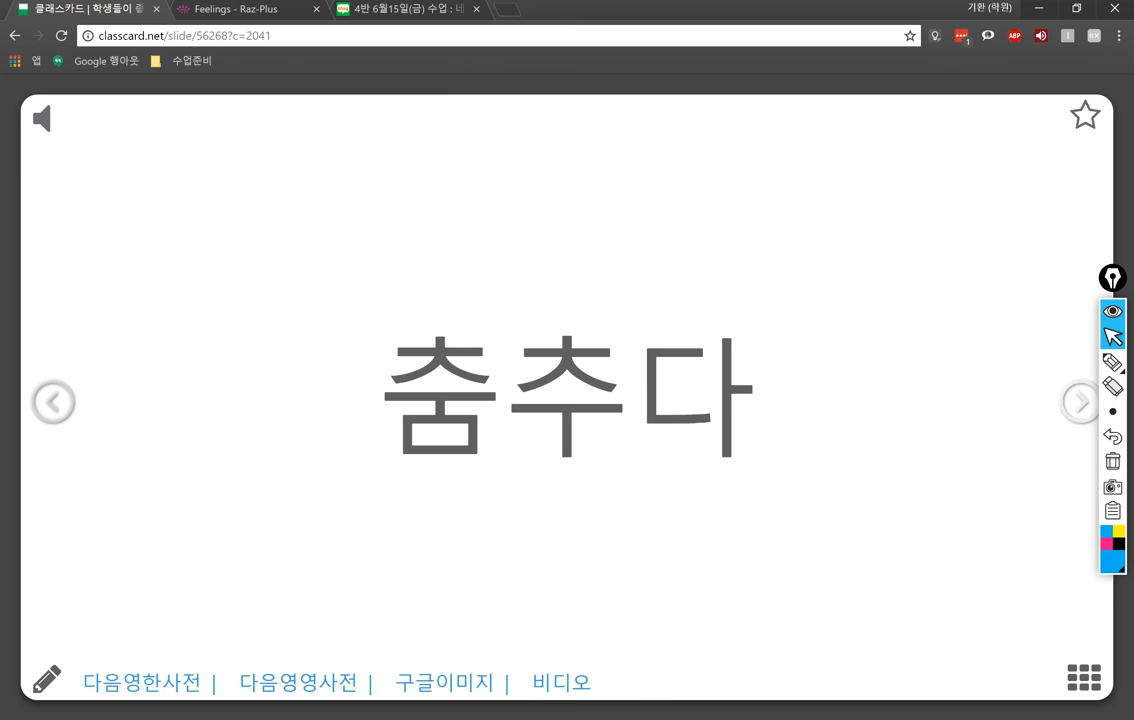 클래스카드 | 학생들이 즐
Feelings - Raz-Plus
4반 6월15일(금) 수업 : 네
기환 (학원)
classcard.net/slide/56268?c=2041
1
ABP
앱
Google 행아웃
수업준비
춤추다
다음영한사전 | 다음영영사전 | 구글이미지 | 비디오